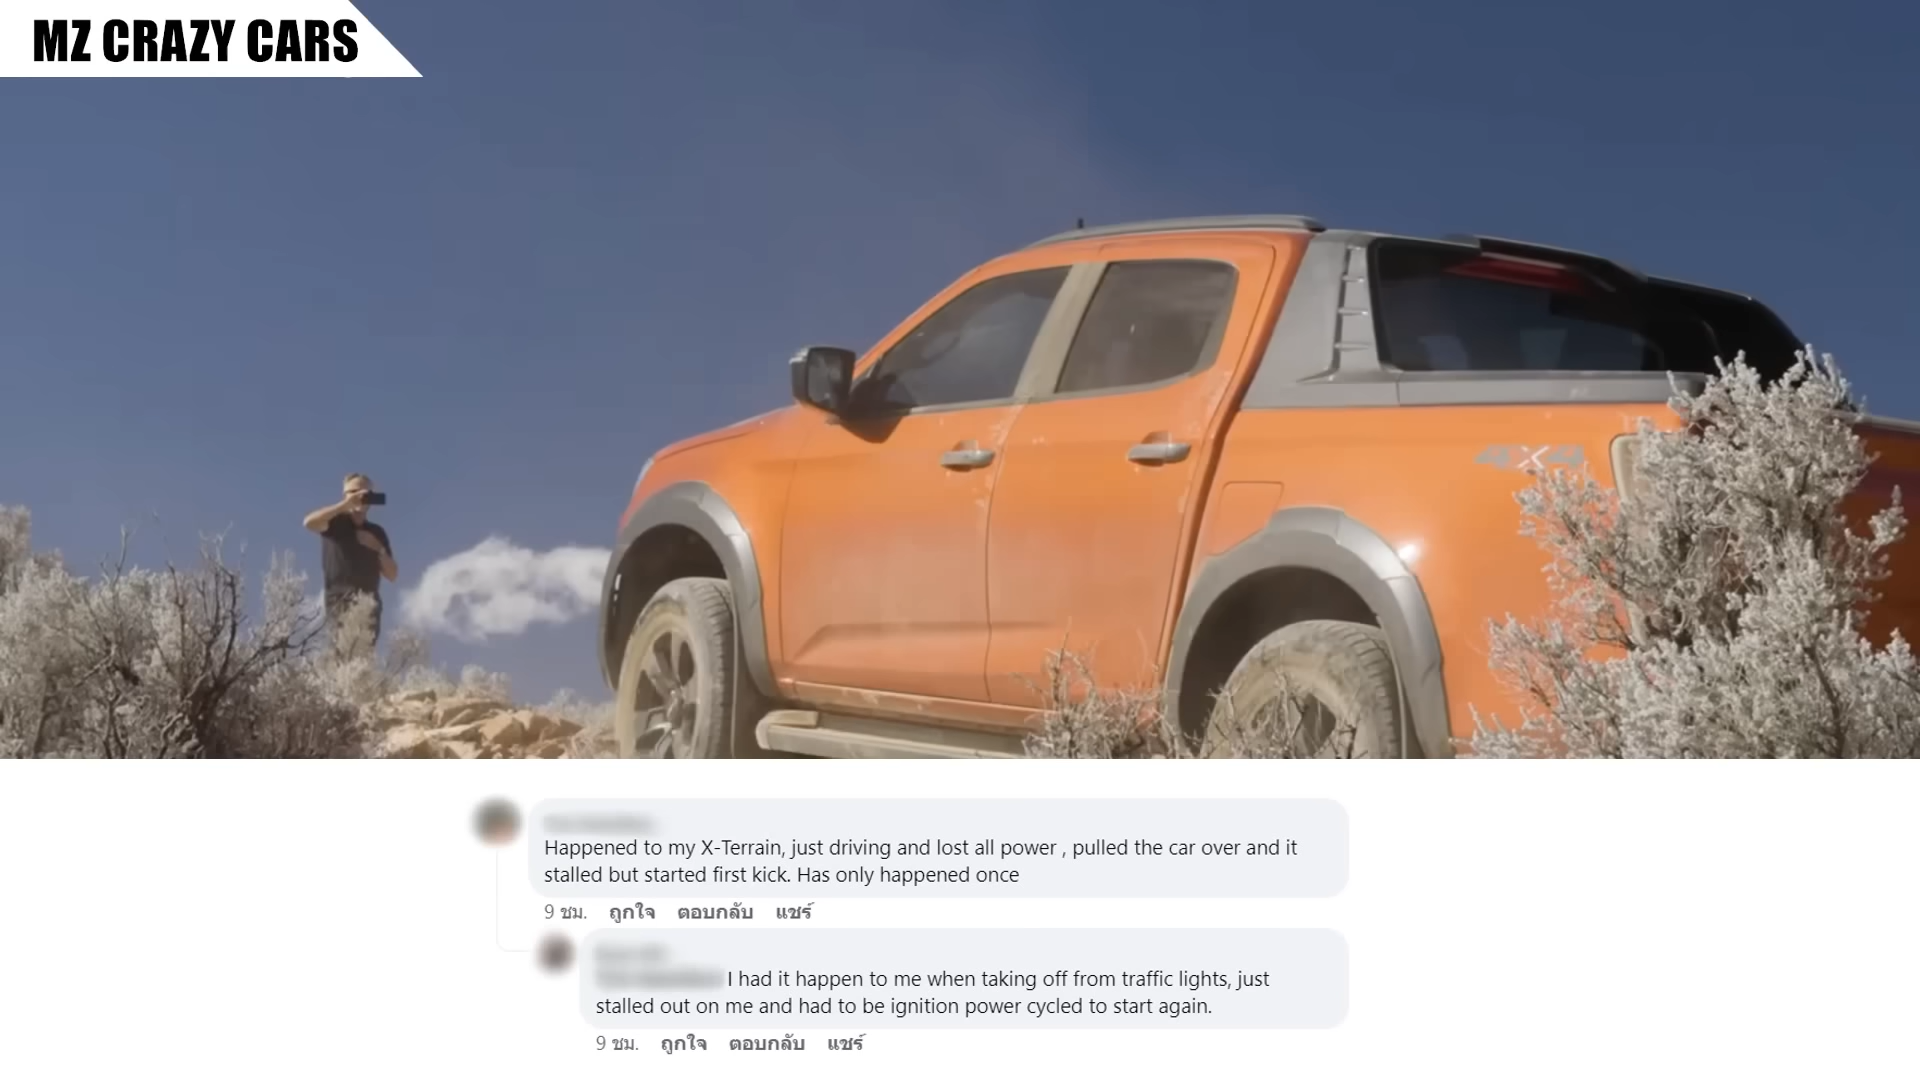 MZ CRAZY CARS
4X4
Happened to my X-Terrain, just driving and lost all power , pulled the car over and it
stalled but started first kick. Has only happened once
9 ชม. ถูกใจ ตอบกลับ แชร์
I had it happen to me when taking off from traffic lights, just
stalled out on me and had to be ignition power cycled to start again.
9 ชม. ถูกใจ ตอบกลับ แชร์